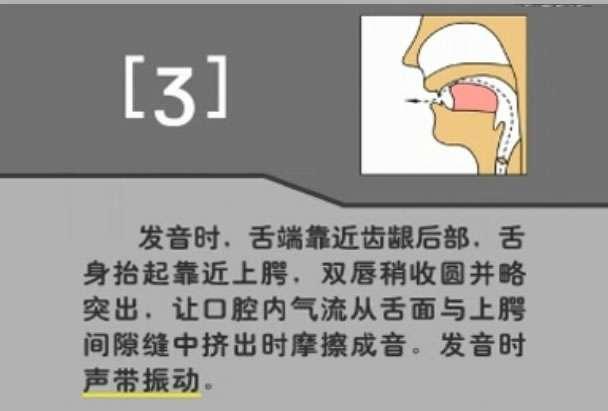 [ʒ]
发音时，舌端靠近齿龈后部，舌
身抬起靠近上腭，双唇稍收圆并略
突出，让口腔内气流从舌面与上腭
间隙缝中挤出时摩擦成音。发音时
声带振动。